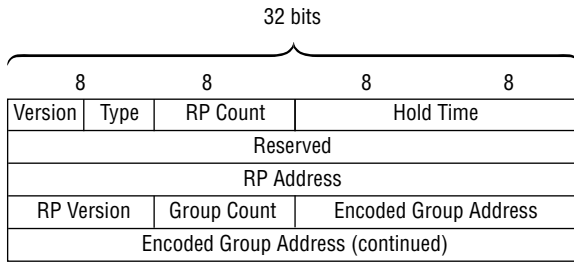 32 bits
8 8 8 8
Version Type RP Count Hold Time
Reserved
RP Address
RP Version Group Count Encoded Group Address
Encoded Group Address (continued)